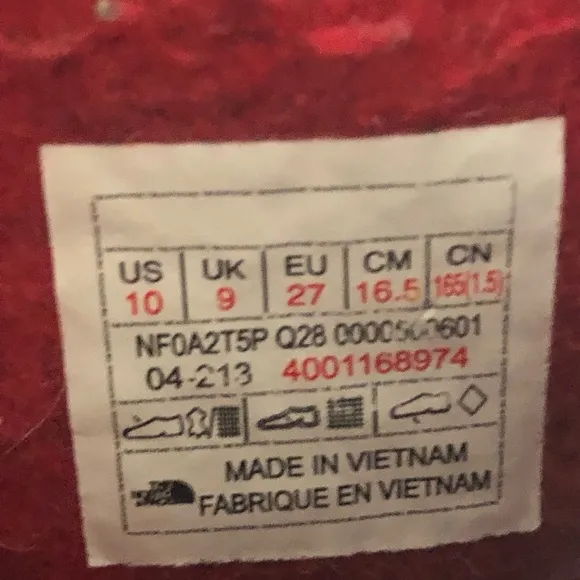 US UK EU CM CN
10 9 27 16.5 165(1.5)
NF0A2T5P Q28
04-213 4001168974
MADE IN VIETNAM
FABRIQUE EN VIETNAM